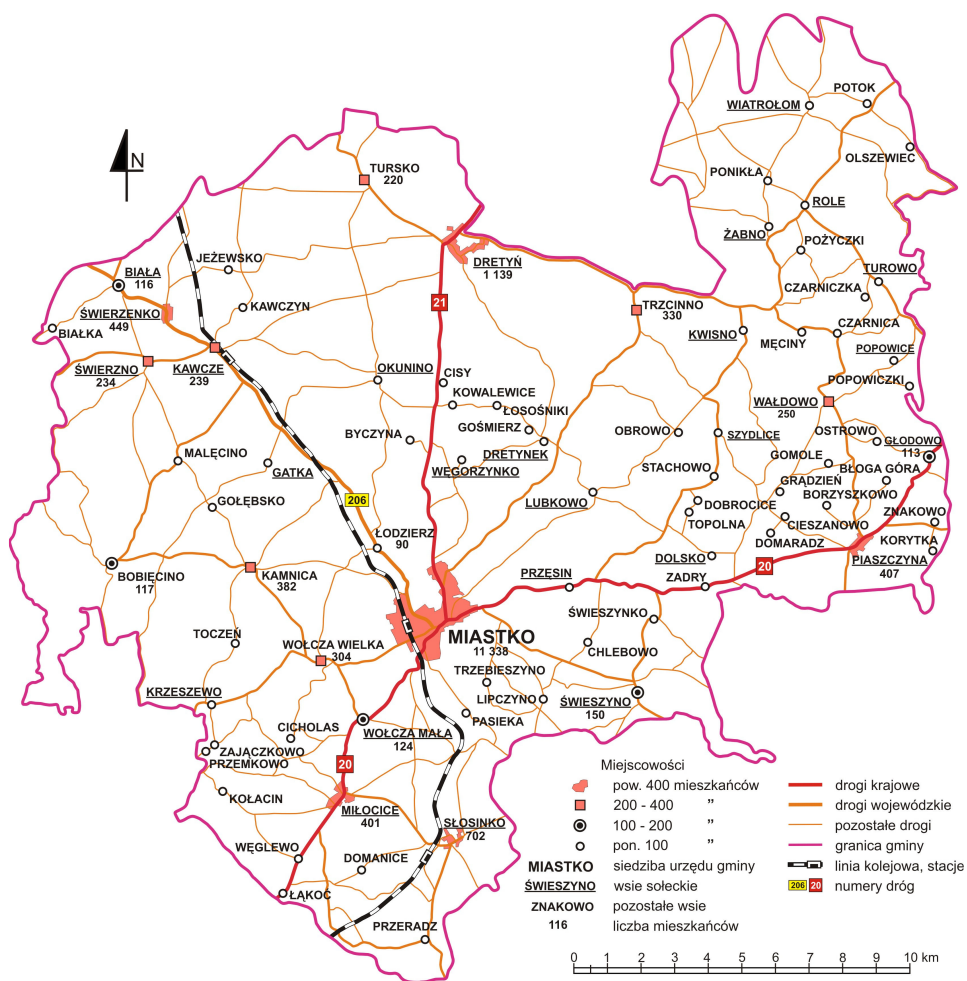 POTOK
WIATROŁOM
OLSZEWIEC
N
TURSKO
220
PONIKŁA
ROLE
ŻABNO
POŻYCZKI
DRETYŃ
1 139
JEŻEWSKO
BIAŁA
116
TUROWO
CZARNICZKA
KAWCZYN
21
ŚWIERZENKO
449
TRZCINNO
330
BIAŁKA
KWISNO
CZARNICA
MĘCINY
POPOWICE
ŚWIERZNO
234
KAWCZE
239
OKUNINO
CISY
POPOWICZKI
KOWALEWICE
WAŁDOWO
250
ŁOSOŚNIKI
GOŚMIERZ
BYCZYNA
OBROWO
SZYDLICE
OSTROWO
GŁODOWO
113
MALĘCINO
GATKA
DRETYNEK
WĘGORZYNKO
STACHOWO
GOMOLE
BŁOGA GÓRA
GRĄDZIEŃ
BORZYSZKOWO
GOŁĘBSKO
206
LUBKOWO
DOBROCICE
TOPOLNA
CIESZANOWO
ZNAKOWO
DOMARADZ
KORYTKA
ŁODZIERZ
90
DOLSKO
20
PIASZCZYNA
407
BOBIĘCINO
117
KAMNICA
382
PRZĘSIN
ZADRY
ŚWIESZYNKO
TOCZEŃ
MIASTKO
11 338
WOŁCZA WIELKA
304
CHLEBOWO
TRZEBIESZYNO
KRZESZEWO
LIPCZYNO
ŚWIESZYNO
150
PASIEKA
CICHOLAS
WOŁCZA MAŁA
124
ZAJĄCZKOWO
PRZEMKOWO
20
KOŁACIN
MIŁOCICE
401
SŁOSINKO
702
WĘGLEWO
DOMANICE
ŁĄKOĆ
PRZERADZ
Miejscowości
pow. 400 mieszkańców
200 - 400 "
100 - 200 "
pon. 100 "
MIASTKO siedziba urzędu gminy
ŚWIESZYNO wsie sołeckie
ZNAKOWO pozostałe wsie
116 liczba mieszkańców
drogi krajowe
drogi wojewódzkie
pozostałe drogi
granica gminy
linia kolejowa, stacje
206 20 numery dróg
0 1 2 3 4 5 6 7 8 9 10 km